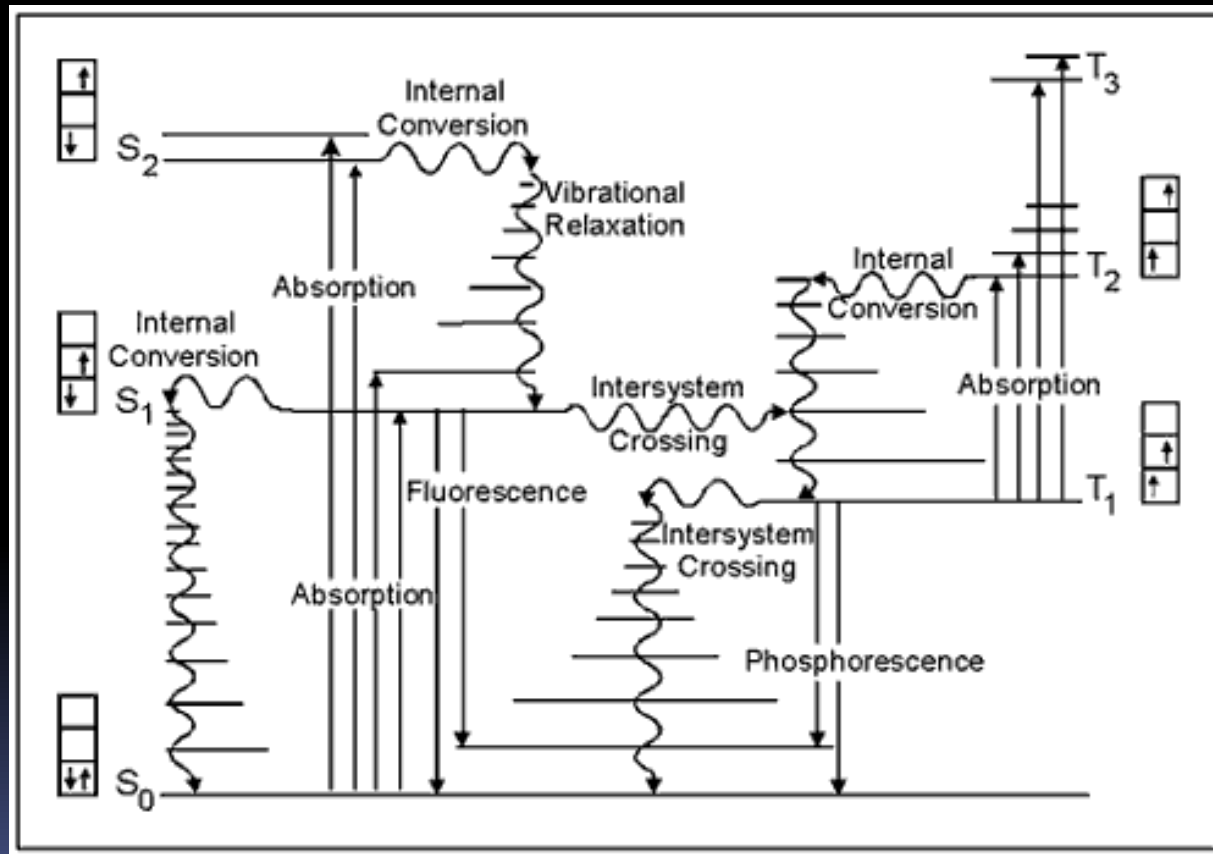 Internal
Conversion
S2
Vibrational
Relaxation
Absorption
T3
Internal
Conversion
T2
Internal
Conversion
S1
Intersystem
Crossing
Absorption
Fluorescence
T1
Intersystem
Crossing
Absorption
Phosphorescence
S0